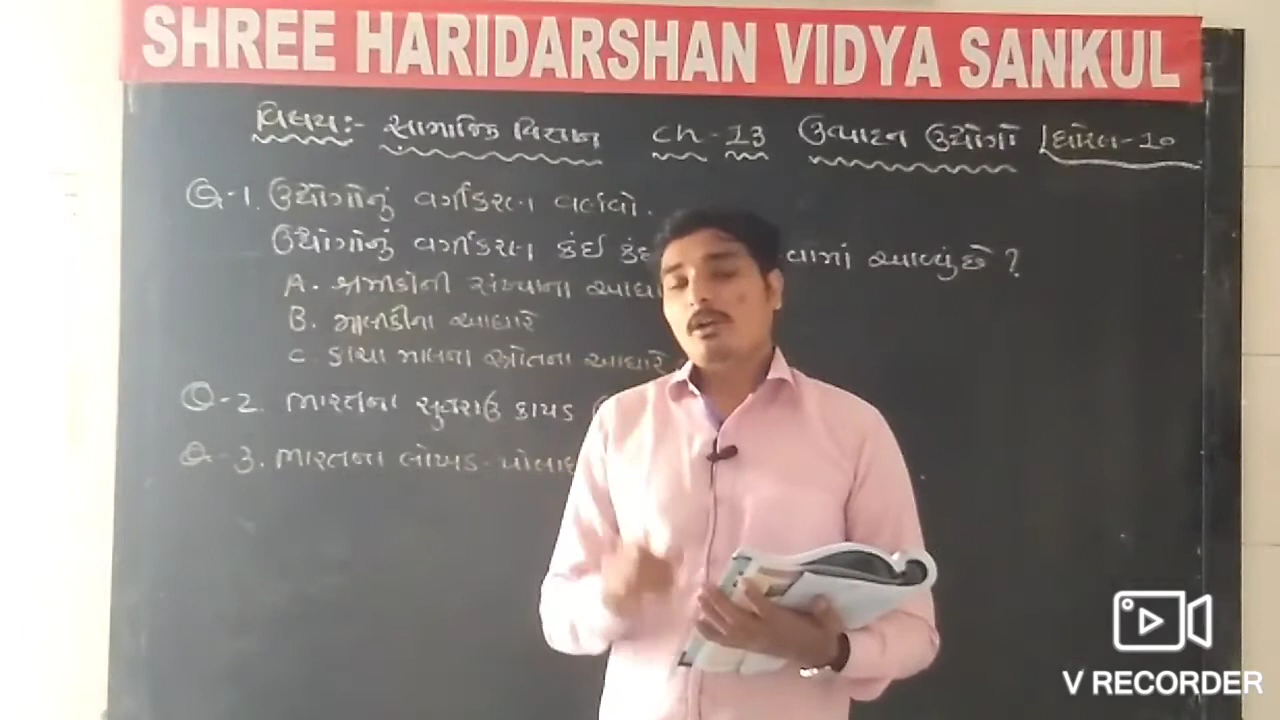 SHREE HARIDARSHAN VIDYA SANKUL
વિષય:- સામાજિક વિજ્ઞાન ch-13 ઉત્પાદન ઉદ્યોગો ધોરણ-10
Q-1. ઉદ્યોગોનું વર્ગીકરણ વર્ણવો.
ઉદ્યોગોનું વર્ગીકરણ કંઈ વામાં આવ્યું છે ?
A. શ્રમીકોની સંખ્યાના
B. માલીકીના આધારે
C. કાચા માલના સ્ત્રોતના આધારે
Q-2. ભારતના સુતરાઉ કાપડ
Q-3. ભારતના લોખંડ-પોલાદ
V RECORDER